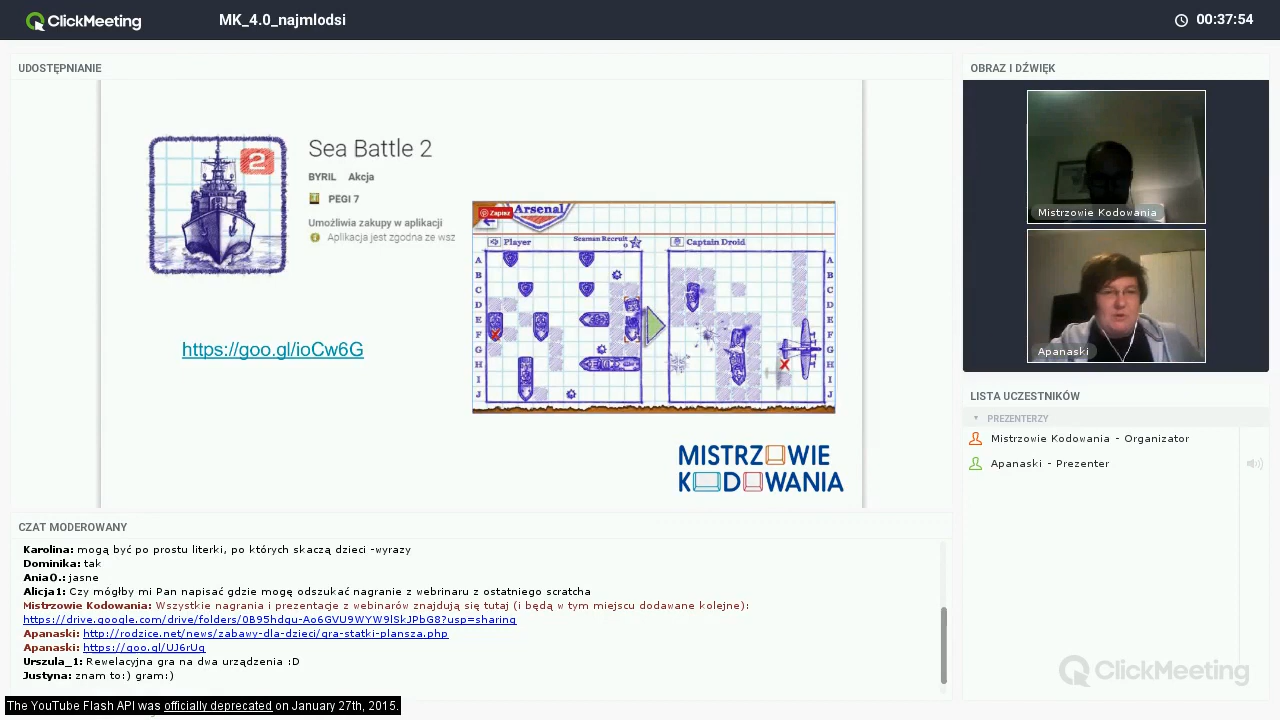 ClickMeeting
MK_4.0_najmlodsi
00:37:54
UDOSTĘPNIANIE
Sea Battle 2
BYRIL Akcja
PEGI 7
Umożliwia zakupy w aplikacji
Aplikacja jest zgodna ze wsz
https://goo.gl/ioCw6G
2
Zapisz
Arsenal
Player
Seaman Recruit
0
Captain Droid
A
B
C
D
E
F
G
H
I
J
A
B
C
D
E
F
G
H
I
J
MISTRZOWIE
KODOWANIA
OBRAZ I DŹWIĘK
Mistrzowie Kodowania
Apanaski
LISTA UCZESTNIKÓW
PREZENTERZY
Mistrzowie Kodowania - Organizator
Apanaski - Prezenter
CZAT MODEROWANY
Karolina: mogą być po prostu literki, po których skaczą dzieci -wyrazy
Dominika: tak
AniaO.: jasne
Alicja1: Czy mógłby mi Pan napisać gdzie mogę odszukać nagranie z webinaru z ostatniego scratcha
Mistrzowie Kodowania: Wszystkie nagrania i prezentacje z webinarów znajdują się tutaj (i będą w tym miejscu dodawane kolejne):
https://drive.google.com/drive/folders/0B95hdqu-Ao6GVU9WYW9lSkJPbG8?usp=sharing
Apanaski: http://rodzice.net/news/zabawy-dla-dzieci/gra-statki-plansza.php
Apanaski: https://goo.gl/UJ6rUq
Urszula_1: Rewelacyjna gra na dwa urządzenia :D
Justyna: znam to:) gram:)
ClickMeeting
The YouTube Flash API was officially deprecated on January 27th, 2015.